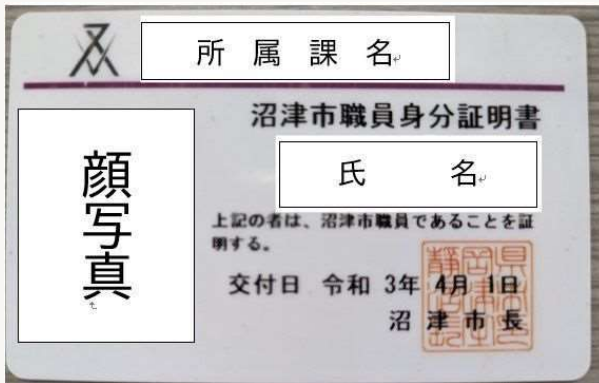 所属課名
沼津市職員身分証明書
氏 名
顔写真
上記の者は、沼津市職員であることを証
明する。
交付日 令和 3年 4月 1日
沼津市長